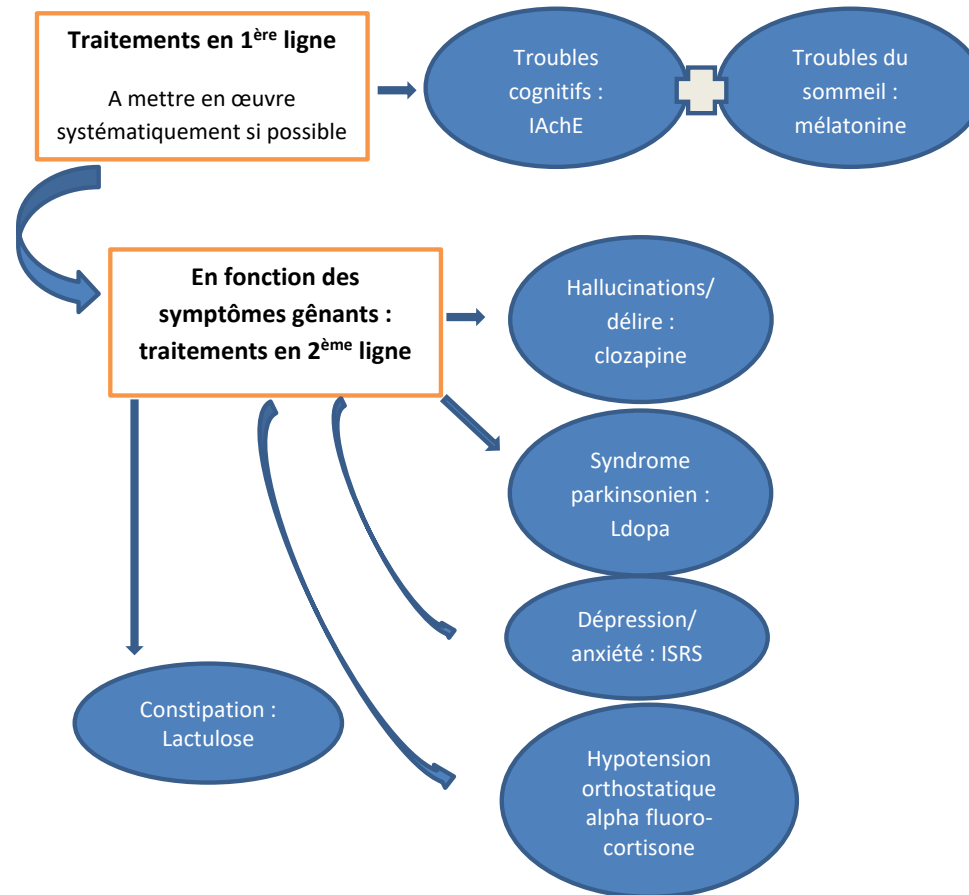 Traitements en 1ère ligne
A mettre en œuvre
systématiquement si possible
Troubles
cognitifs :
IAchE
Troubles du
sommeil :
mélatonine
En fonction des
symptômes gênants :
traitements en 2ème ligne
Hallucinations/
délire :
clozapine
Syndrome
parkinsonien :
Ldopa
Dépression/
anxiété : ISRS
Constipation :
Lactulose
Hypotension
orthostatique
alpha fluoro-
cortisone